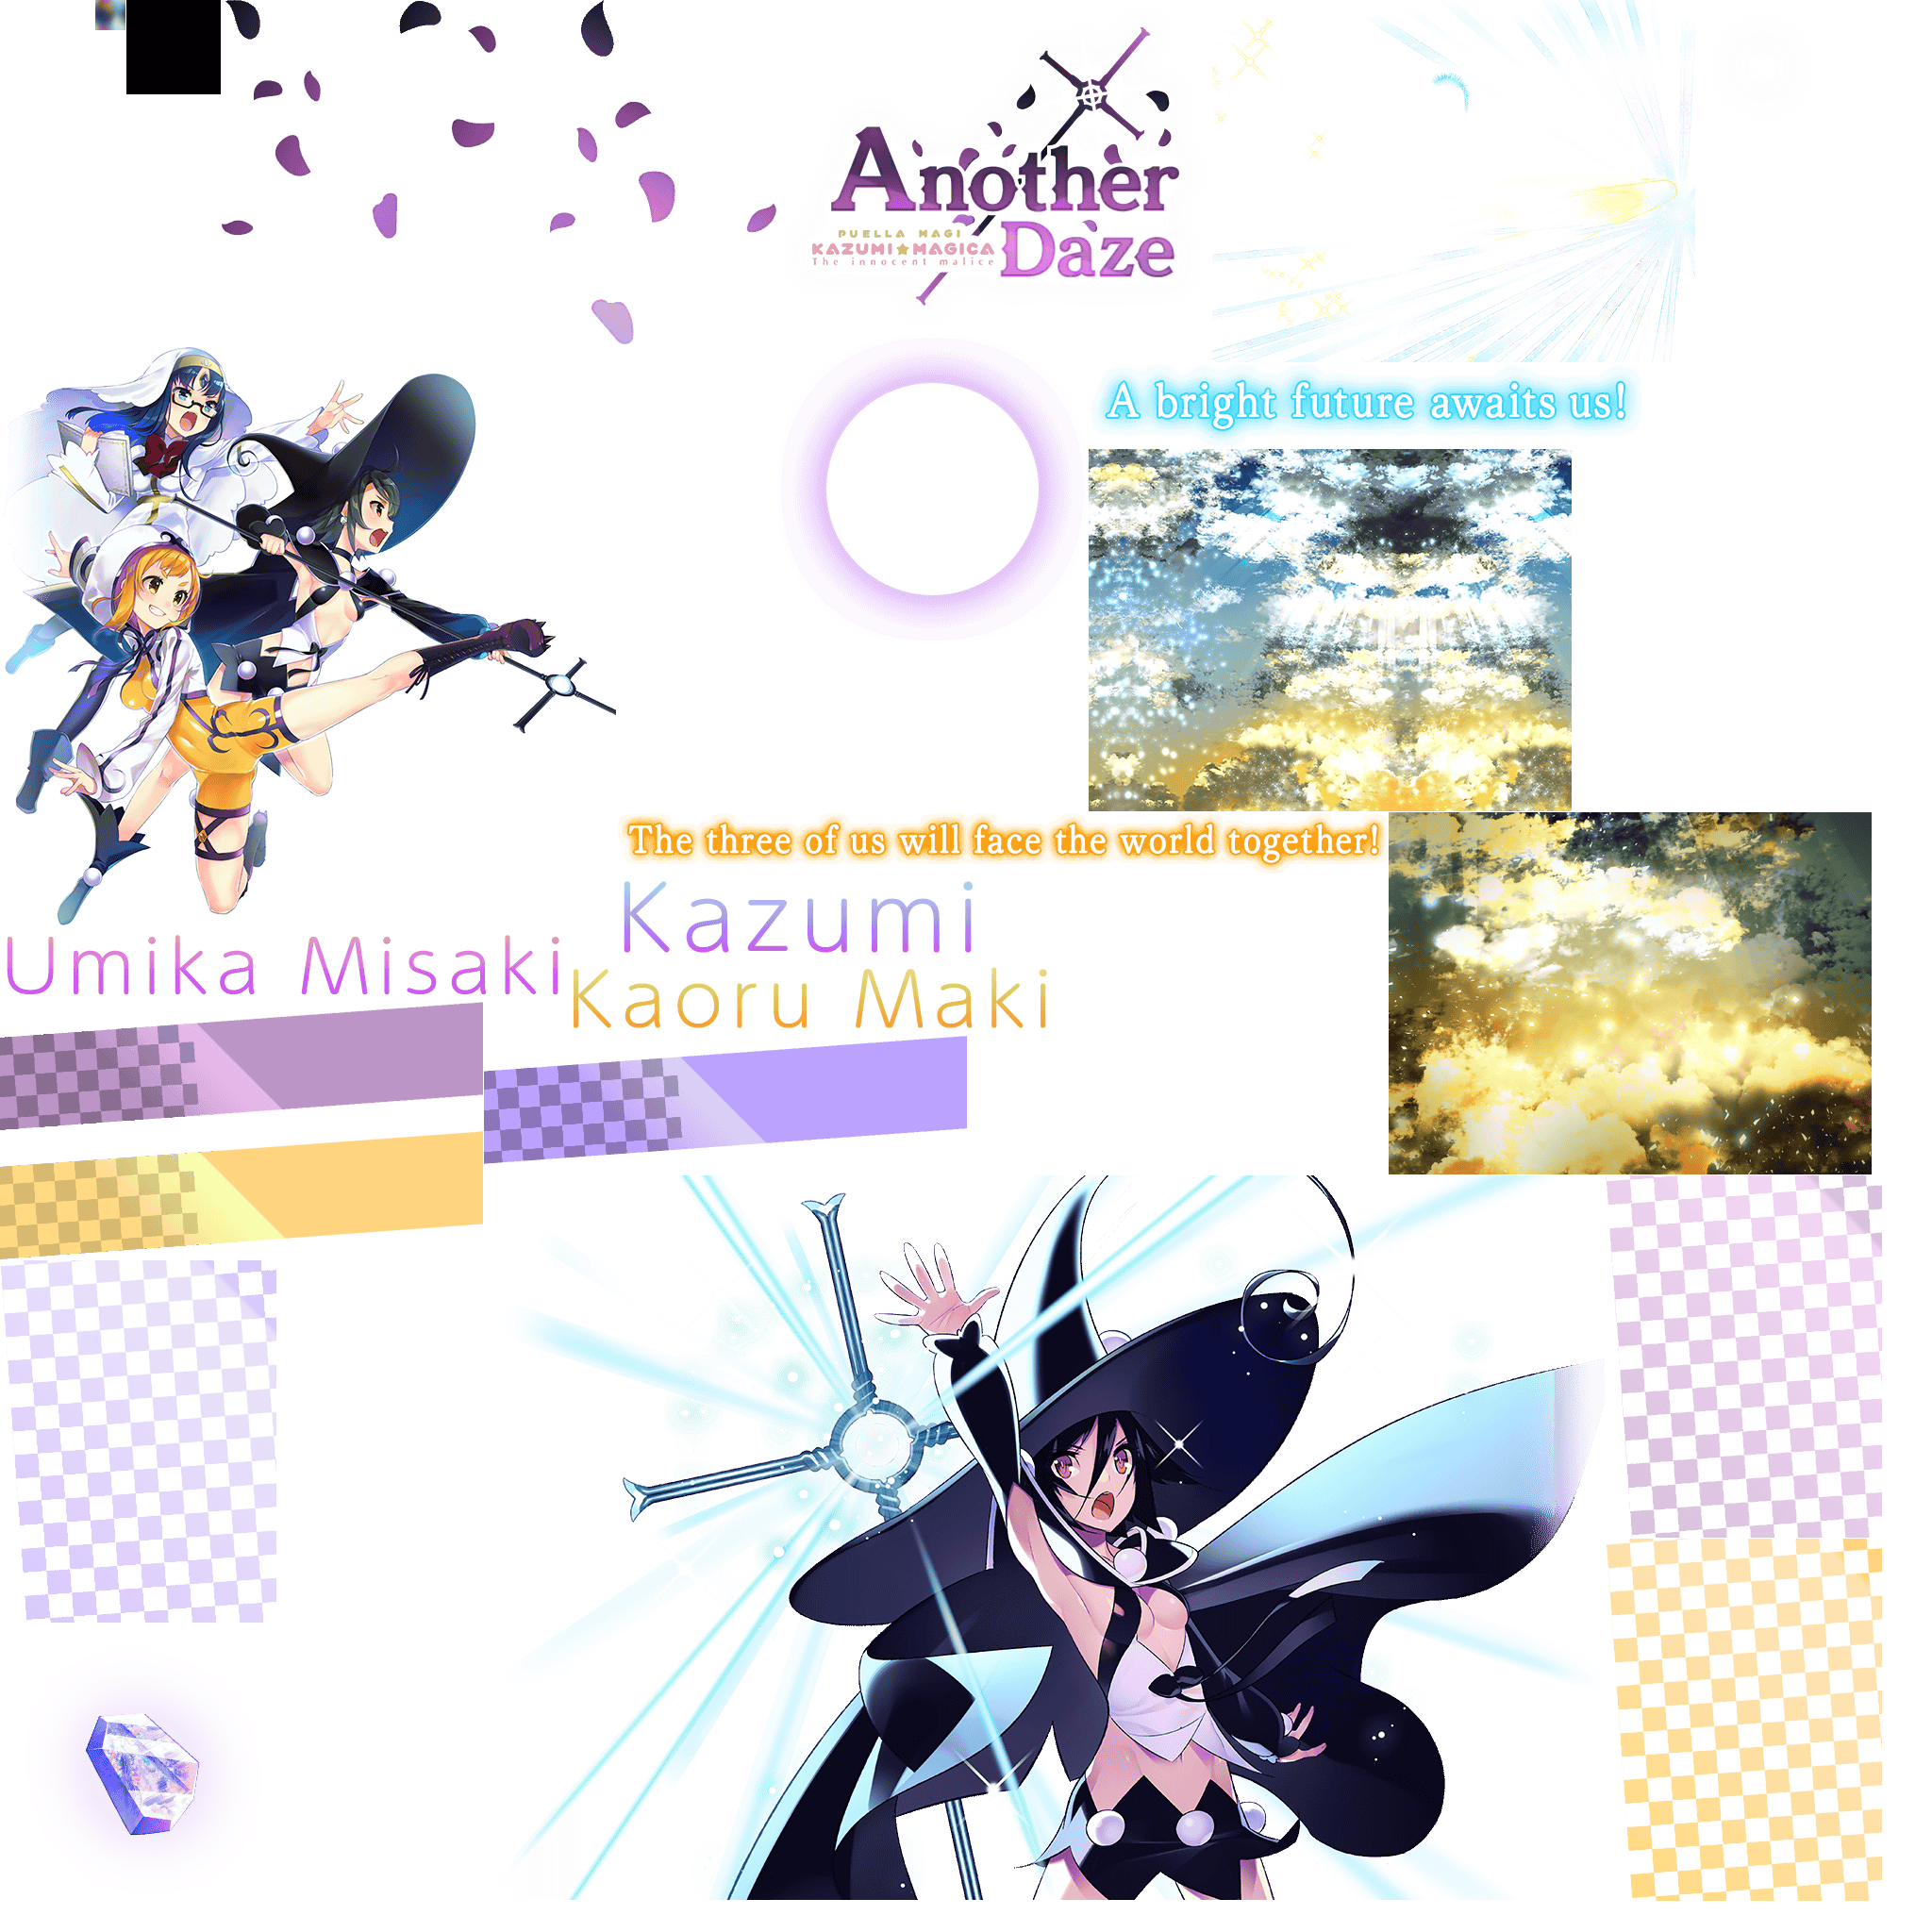 Another
PUELLA MAGI
KAZUMI★MAGICA
The innocent malice
Daze
A bright future awaits us!
The three of us will face the world together!
Kazumi
Umika Misaki
Kaoru Maki